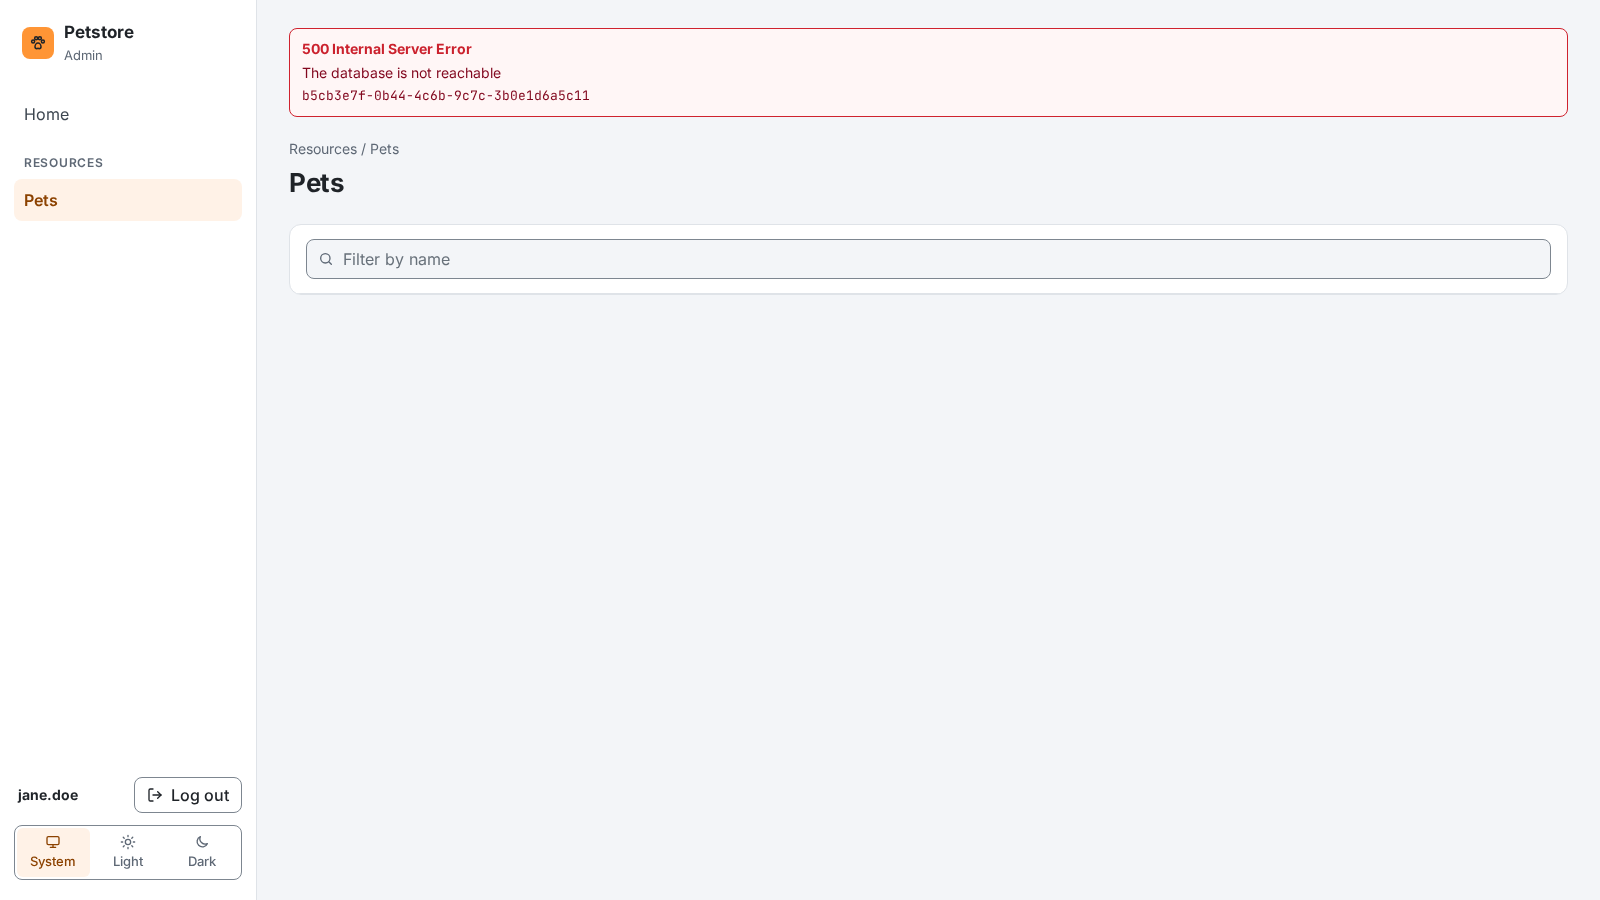 Petstore
Admin
Home
RESOURCES
Pets
jane.doe
Log out
System
Light
Dark
500 Internal Server Error
The database is not reachable
b5cb3e7f-0b44-4c6b-9c7c-3b0e1d6a5c11
Resources / Pets
Pets
Filter by name